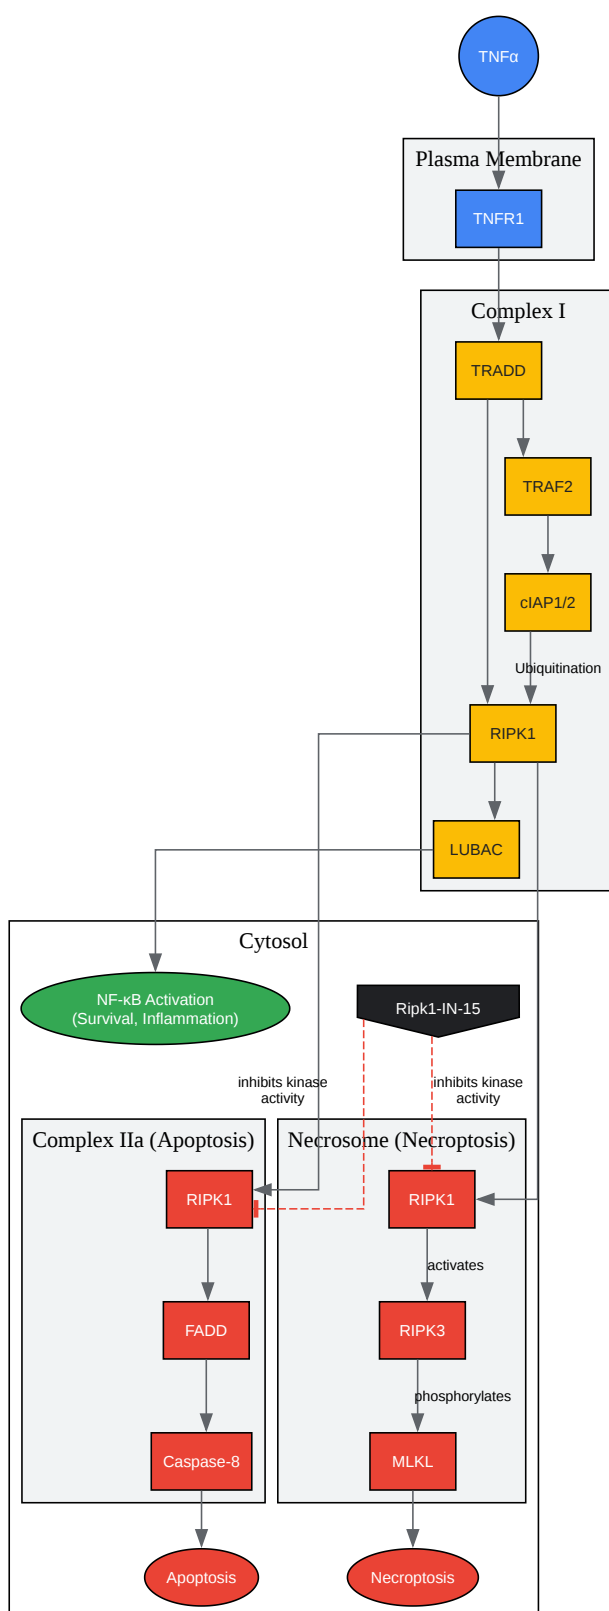 TNFα
Plasma Membrane
TNFR1
Complex I
TRADD
TRAF2
cIAP1/2
Ubiquitination
RIPK1
LUBAC
Cytosol
NF-κB Activation
(Survival, Inflammation)
Ripk1-IN-15
inhibits kinase
activity
inhibits kinase
activity
Complex IIa (Apoptosis)
Necrosome (Necroptosis)
RIPK1
RIPK1
activates
FADD
RIPK3
phosphorylates
Caspase-8
MLKL
Apoptosis
Necroptosis